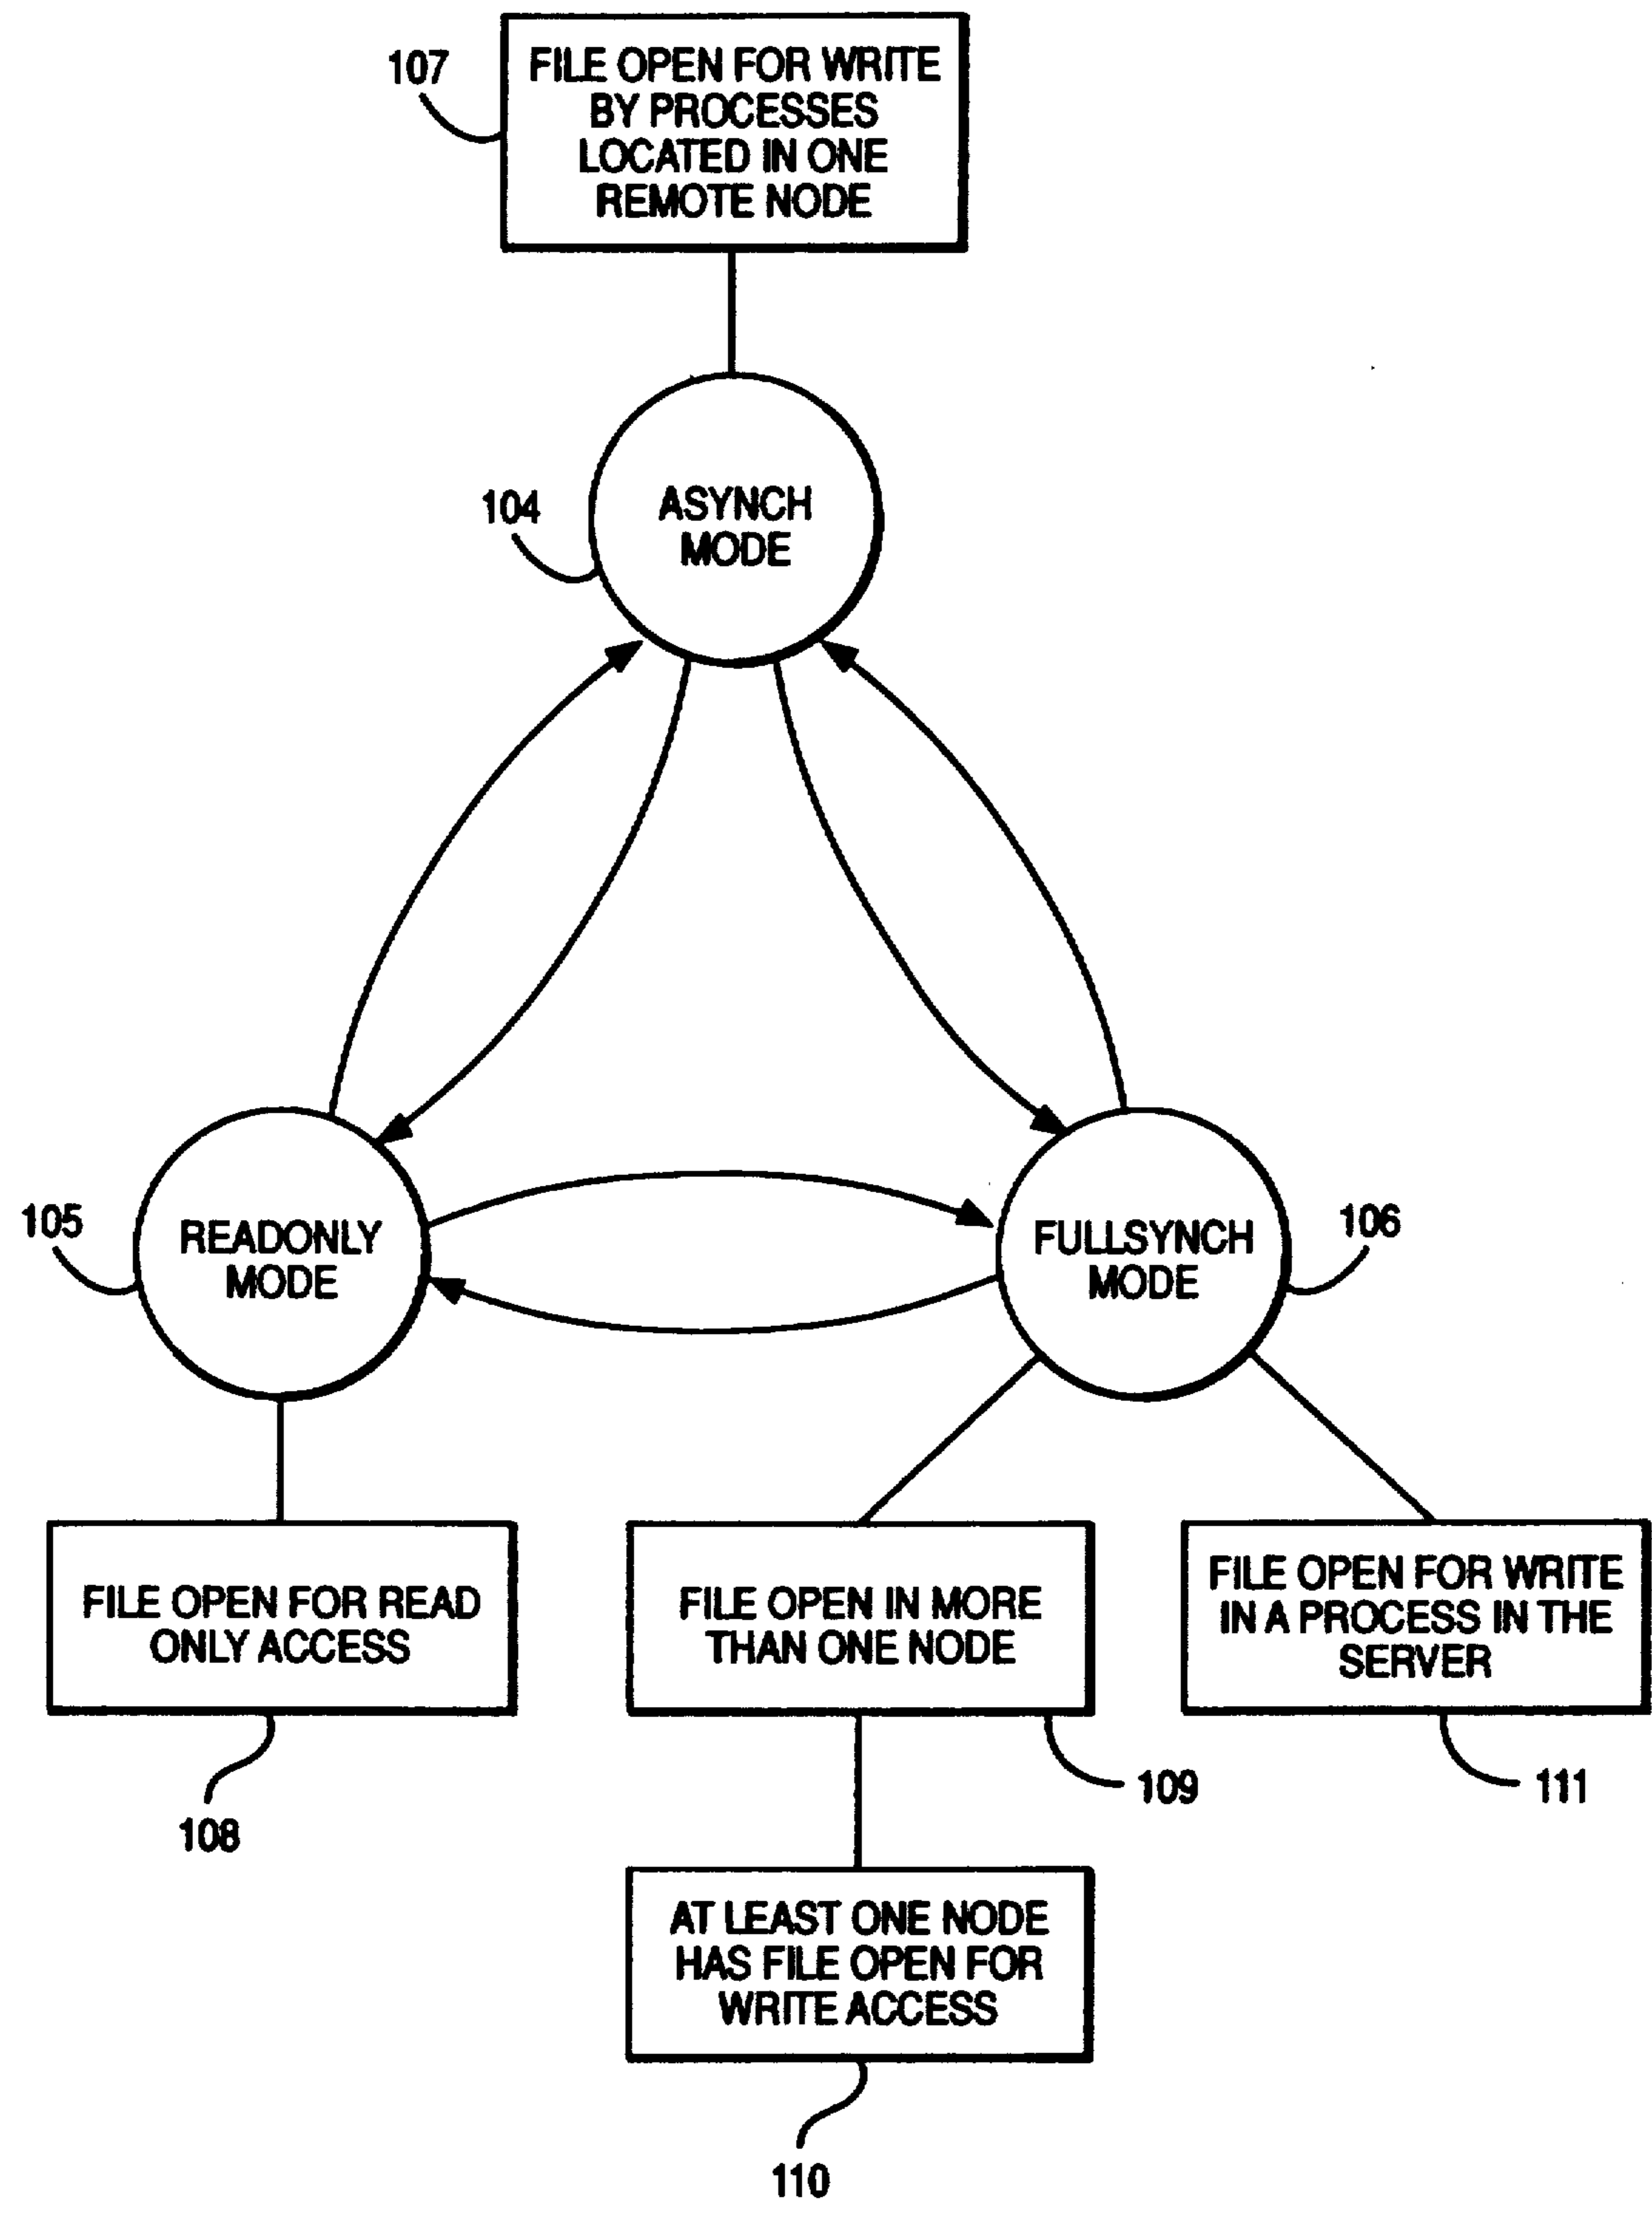 107
FILE OPEN FOR WRITE
BY PROCESSES
LOCATED IN ONE
REMOTE NODE
104
ASYNCH
MODE
105
READONLY
MODE
FULLSYNCH
MODE
106
FILE OPEN FOR READ
ONLY ACCESS
108
FILE OPEN IN MORE
THAN ONE NODE
109
FILE OPEN FOR WRITE
IN A PROCESS IN THE
SERVER
111
AT LEAST ONE NODE
HAS FILE OPEN FOR
WRITE ACCESS
110